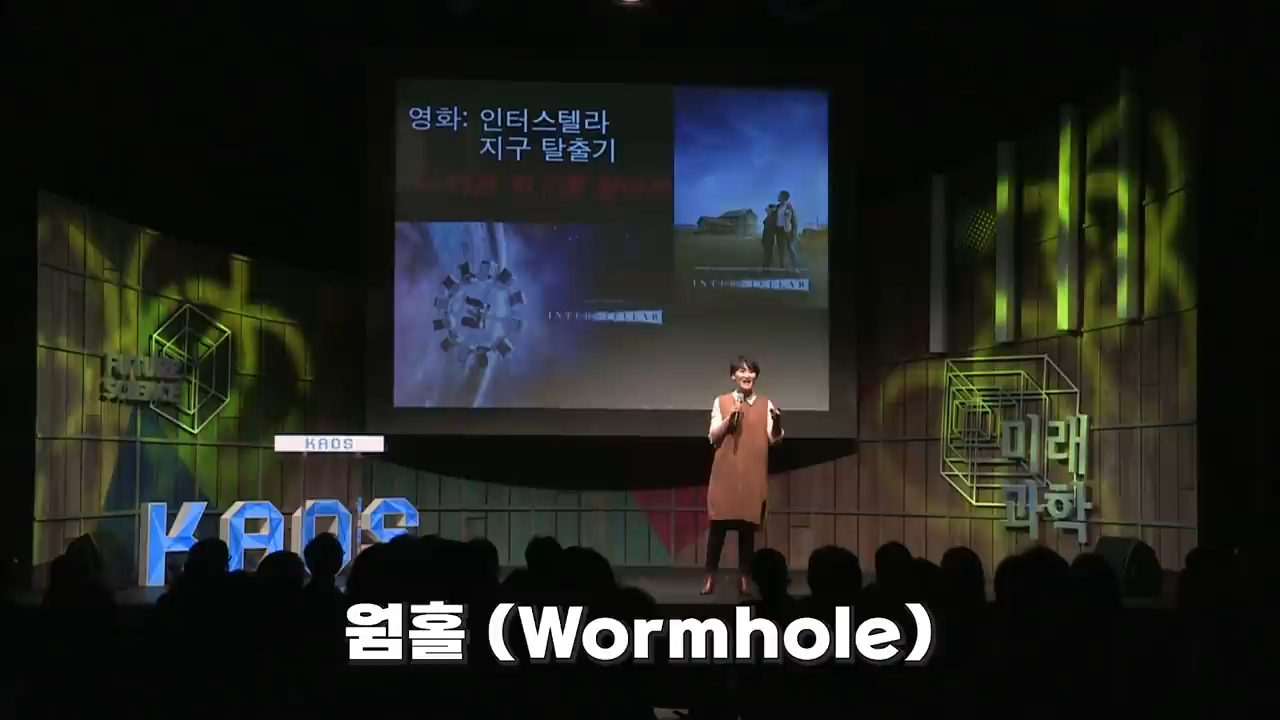 영화: 인터스텔라
지구 탈출기
INTERSTELLAR
INTERSTELLAR
FUTURE
SCIENCE
KAOS
KAOS
미래
과학
웜홀 (Wormhole)